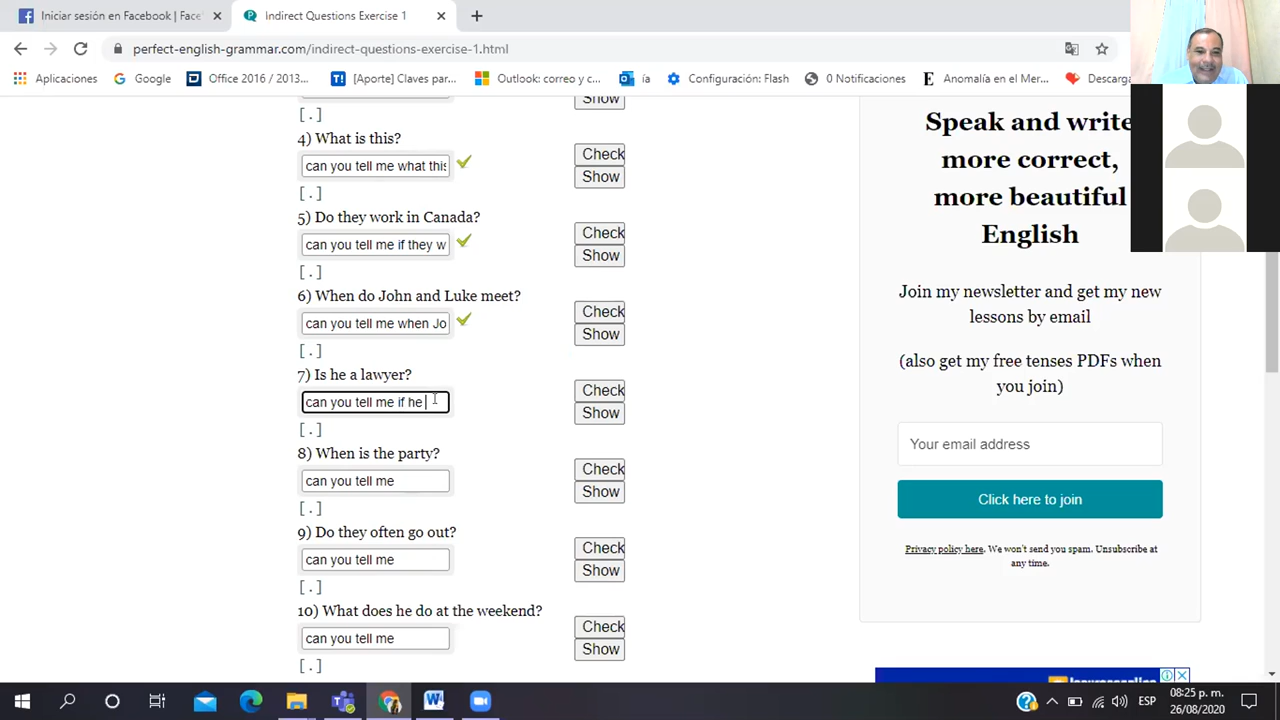 Iniciar sesión en Facebook | Face
Indirect Questions Exercise 1
perfect-english-grammar.com/indirect-questions-exercise-1.html
Aplicaciones
Google
Office 2016 / 2013...
T!
[Aporte] Claves par...
Outlook: correo y c...
ía
Configuración: Flash
0 Notificaciones
E
Anomalía en el Mer...
Descarga
Show
[ . ]
4) What is this?
can you tell me what this
Check
Show
[ . ]
5) Do they work in Canada?
can you tell me if they w
Check
Show
[ . ]
6) When do John and Luke meet?
can you tell me when Jo
Check
Show
[ . ]
7) Is he a lawyer?
can you tell me if he
Check
Show
[ . ]
8) When is the party?
can you tell me
Check
Show
[ . ]
9) Do they often go out?
can you tell me
Check
Show
[ . ]
10) What does he do at the weekend?
can you tell me
Check
Show
[ . ]
Speak and write
more correct,
more beautiful
English
Join my newsletter and get my new
lessons by email
(also get my free tenses PDFs when
you join)
Your email address
Click here to join
Privacy policy here. We won't send you spam. Unsubscribe at
any time.
ESP
08:25 p. m.
26/08/2020